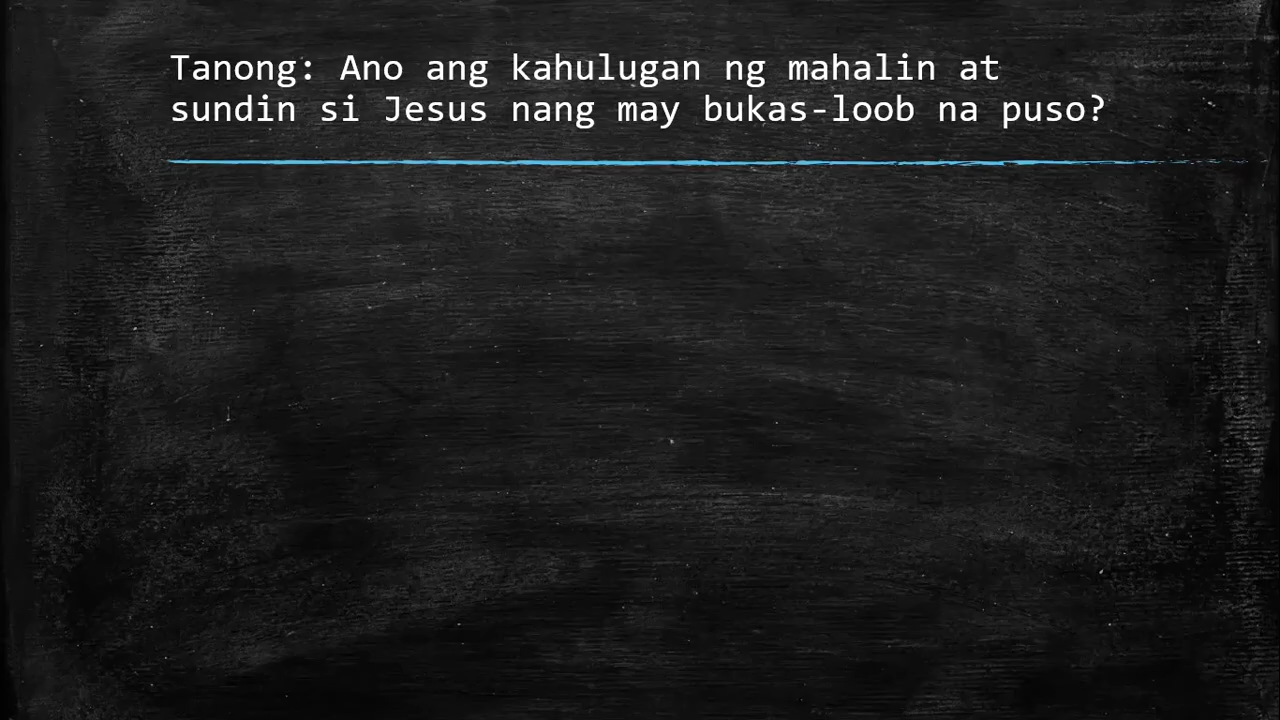 Tanong: Ano ang kahulugan ng mahalin at
sundin si Jesus nang may bukas-loob na puso?